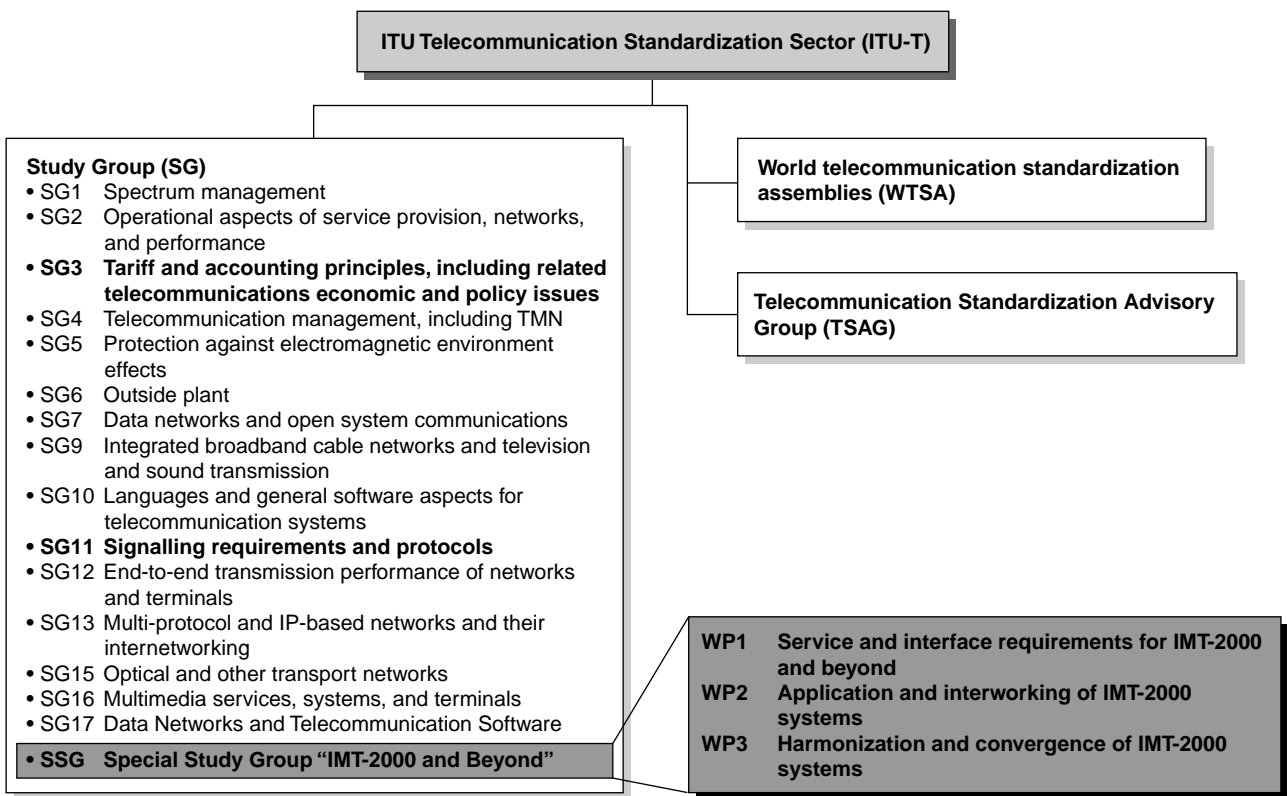 ITU Telecommunication Standardization Sector (ITU-T)
Study Group (SG)
• SG1 Spectrum management
• SG2 Operational aspects of service provision, networks,
and performance
• SG3 Tariff and accounting principles, including related
telecommunications economic and policy issues
• SG4 Telecommunication management, including TMN
• SG5 Protection against electromagnetic environment
effects
• SG6 Outside plant
• SG7 Data networks and open system communications
• SG9 Integrated broadband cable networks and television
and sound transmission
• SG10 Languages and general software aspects for
telecommunication systems
• SG11 Signalling requirements and protocols
• SG12 End-to-end transmission performance of networks
and terminals
• SG13 Multi-protocol and IP-based networks and their
internetworking
• SG15 Optical and other transport networks
• SG16 Multimedia services, systems, and terminals
• SG17 Data Networks and Telecommunication Software
• SSG Special Study Group “IMT-2000 and Beyond”
World telecommunication standardization
assemblies (WTSA)
Telecommunication Standardization Advisory
Group (TSAG)
WP1 Service and interface requirements for IMT-2000
and beyond
WP2 Application and interworking of IMT-2000
systems
WP3 Harmonization and convergence of IMT-2000
systems